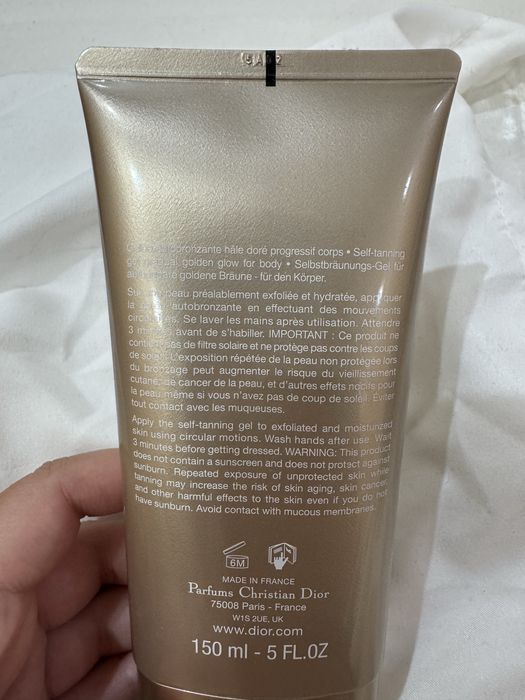 5A02
autobronzante hâle doré progressif corps • Self-tanning
gel gradual golden glow for body • Selbstbräunungs-Gel für
goldene Bräune - für den Körper.
Sur peau préalablement exfoliée et hydratée, appliquer
la autobronzante en effectuant des mouvements
circulaires. Se laver les mains après utilisation. Attendre
3 minutes avant de s'habiller. IMPORTANT : Ce produit ne
contient pas de filtre solaire et ne protège pas contre les coups
de soleil. L'exposition répétée de la peau non protégée lors
du bronzage peut augmenter le risque du vieillissement
cutané, de cancer de la peau, et d'autres effets nocifs pour
la peau même si vous n'avez pas de coup de soleil. Éviter
tout contact avec les muqueuses.
Apply the self-tanning gel to exfoliated and moisturized
skin using circular motions. Wash hands after use. Wait
3 minutes before getting dressed. WARNING: This product
does not contain a sunscreen and does not protect against
sunburn. Repeated exposure of unprotected skin while
tanning may increase the risk of skin aging, skin cancer,
and other harmful effects to the skin even if you do not
have sunburn. Avoid contact with mucous membranes.
6M
MADE IN FRANCE
Parfums Christian Dior
75008 Paris - France
W1S 2UE, UK
www.dior.com
150 ml - 5 FL.OZ